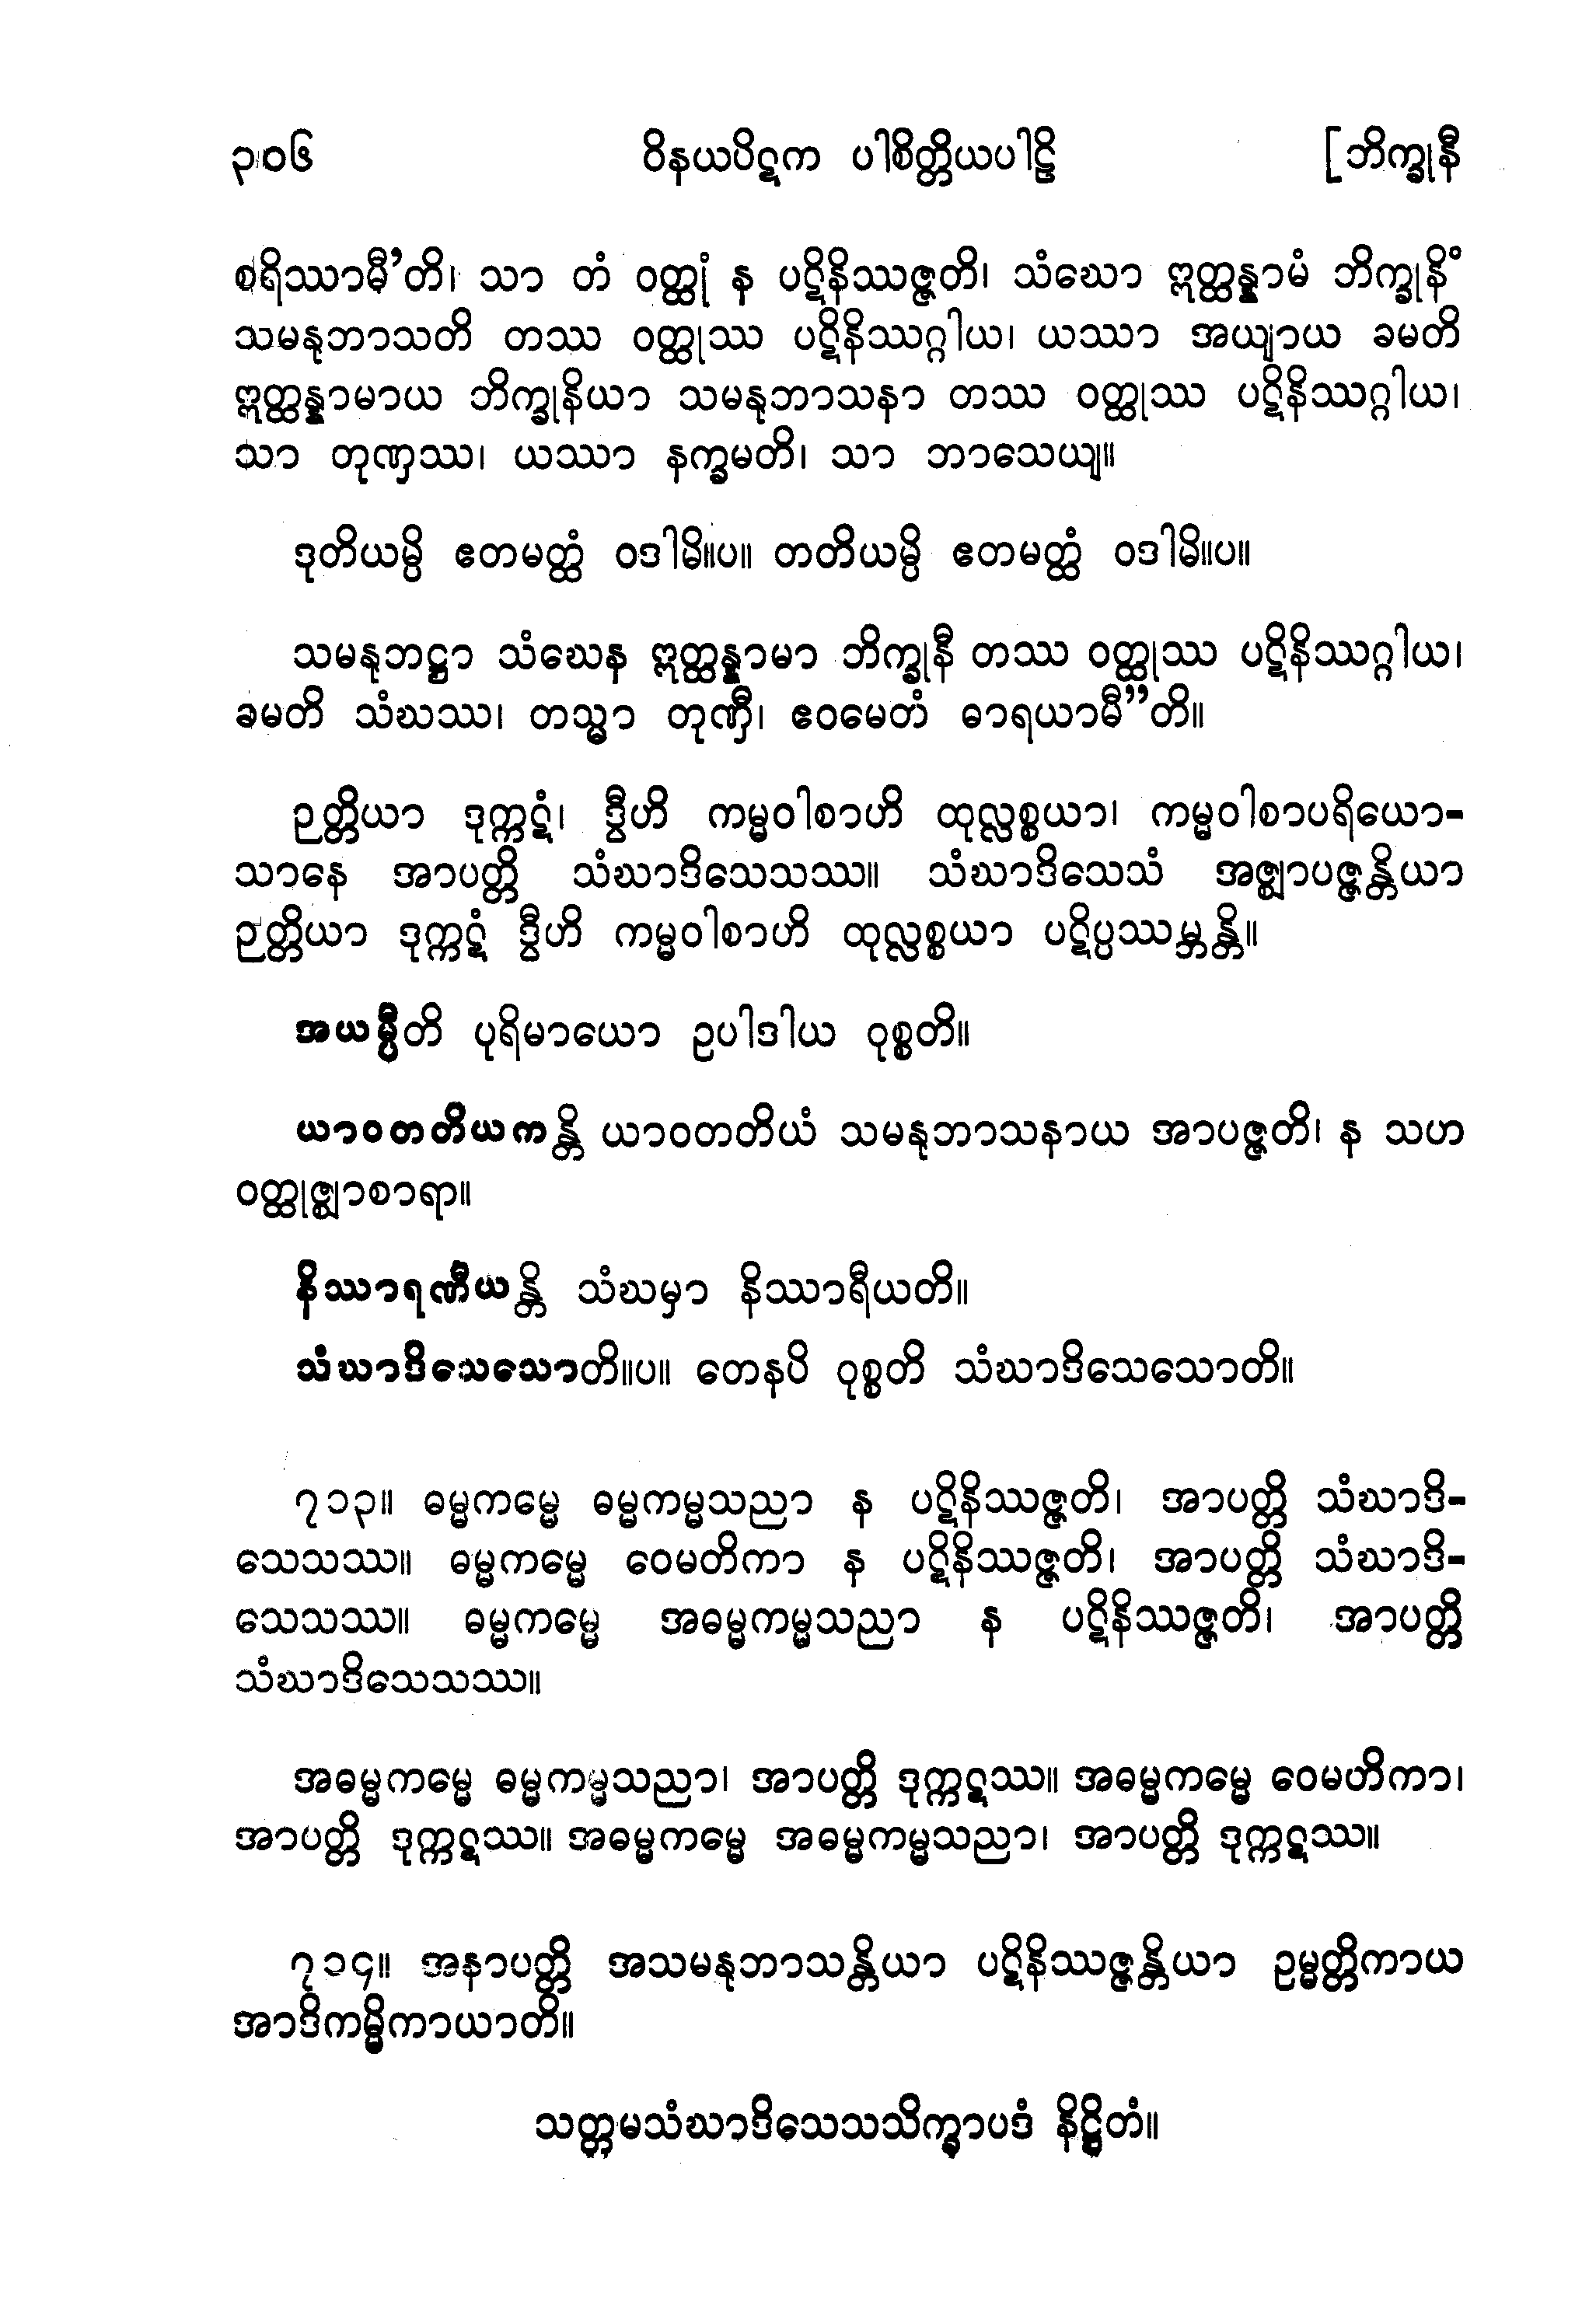 ၃၀၆ ဝိနယပိဋက ပါစိတ္တိယပါဠိ [ဘိက္ခုနီ
စရိဿာမီ’တိ၊ သာ တံ ဝတ္ထုံ န ပဋိနိဿဇ္ဇတိ၊ သံဃော ဣတ္ထန္နာမံ ဘိက္ခုနိံ
သမနုဘာသတိ တဿ ဝတ္ထုဿ ပဋိနိဿဂ္ဂါယ၊ ယဿာ အယျာယ ခမတိ
ဣတ္ထန္နာမာယ ဘိက္ခုနိယာ သမနုဘာသနာ တဿ ဝတ္ထုဿ ပဋိနိဿဂ္ဂါယ၊
သာ တုဏှဿ၊ ယဿာ နက္ခမတိ၊ သာ ဘာသေယျ။
ဒုတိယမ္ပိ ဧတမတ္ထံ ဝဒါမိ။ပ။ တတိယမ္ပိ ဧတမတ္ထံ ဝဒါမိ။ပ။
သမနုဘဋ္ဌာ သံဃေန ဣတ္ထန္နာမာ ဘိက္ခုနီ တဿ ဝတ္ထုဿ ပဋိနိဿဂ္ဂါယ၊
ခမတိ သံဃဿ၊ တသ္မာ တုဏှီ၊ ဧဝမေတံ ဓာရယာမီ”တိ။
ဉတ္တိယာ ဒုက္ကဋံ၊ ဒွီဟိ ကမ္မဝါစာဟိ ထုလ္လစ္စယာ၊ ကမ္မဝါစာပရိယော-
သာနေ အာပတ္တိ သံဃာဒိသေသဿ။ သံဃာဒိသေသံ အဇ္ဈာပဇ္ဇန္တိယာ
ဉတ္တိယာ ဒုက္ကဋံ ဒွီဟိ ကမ္မဝါစာဟိ ထုလ္လစ္စယာ ပဋိပ္ပဿမ္ဘန္တိ။
အယမ္ပီတိ ပုရိမာယော ဥပါဒါယ ဝုစ္စတိ။
ယာဝတတိယကန္တိ ယာဝတတိယံ သမနုဘာသနာယ အာပဇ္ဇတိ၊ န သဟ
ဝတ္ထုဇ္ဈာစာရာ။
နိဿာရဏီယန္တိ သံဃမှာ နိဿာရီယတိ။
သံဃာဒိသေသောတိ။ပ။ တေနပိ ဝုစ္စတိ သံဃာဒိသေသောတိ။
၇၁၃။ ဓမ္မကမ္မေ ဓမ္မကမ္မသညာ န ပဋိနိဿဇ္ဇတိ၊ အာပတ္တိ သံဃာဒိ-
သေသဿ။ ဓမ္မကမ္မေ ဝေမတိကာ န ပဋိနိဿဇ္ဇတိ၊ အာပတ္တိ သံဃာဒိ-
သေသဿ။ ဓမ္မကမ္မေ အဓမ္မကမ္မသညာ န ပဋိနိဿဇ္ဇတိ၊ အာပတ္တိ
သံဃာဒိသေသဿ။
အဓမ္မကမ္မေ ဓမ္မကမ္မသညာ၊ အာပတ္တိ ဒုက္ကဋဿ။ အဓမ္မကမ္မေ ဝေမတိကာ၊
အာပတ္တိ ဒုက္ကဋဿ။ အဓမ္မကမ္မေ အဓမ္မကမ္မသညာ၊ အာပတ္တိ ဒုက္ကဋဿ။
၇၁၄။ အနာပတ္တိ အသမနုဘာသန္တိယာ ပဋိနိဿဇ္ဇန္တိယာ ဥမ္မတ္တိကာယ
အာဒိကမ္မိကာယာတိ။
သတ္တမသံဃာဒိသေသသိက္ခာပဒံ နိဋ္ဌိတံ။